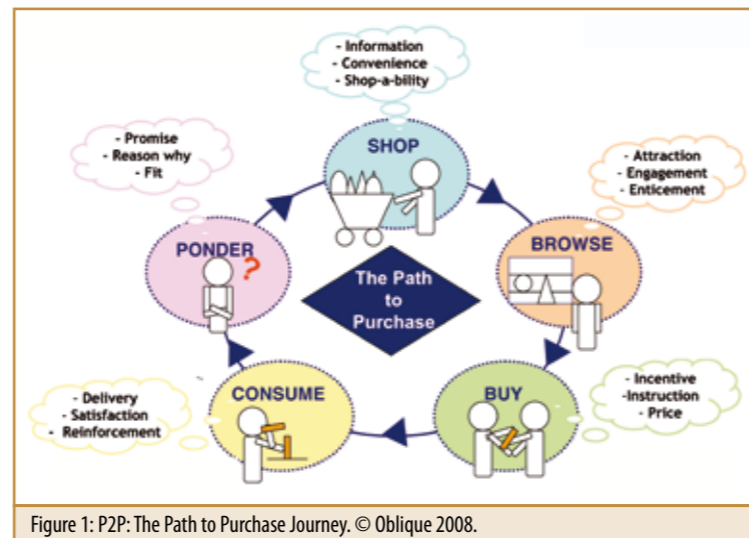 - Information
- Convenience
- Shop-a-bility
SHOP
- Promise
- Reason why
- Fit
PONDER
?
- Attraction
- Engagement
- Enticement
BROWSE
The Path
to
Purchase
- Delivery
- Satisfaction
- Reinforcement
CONSUME
BUY
- Incentive
-Instruction
- Price
Figure 1: P2P: The Path to Purchase Journey. © Oblique 2008.